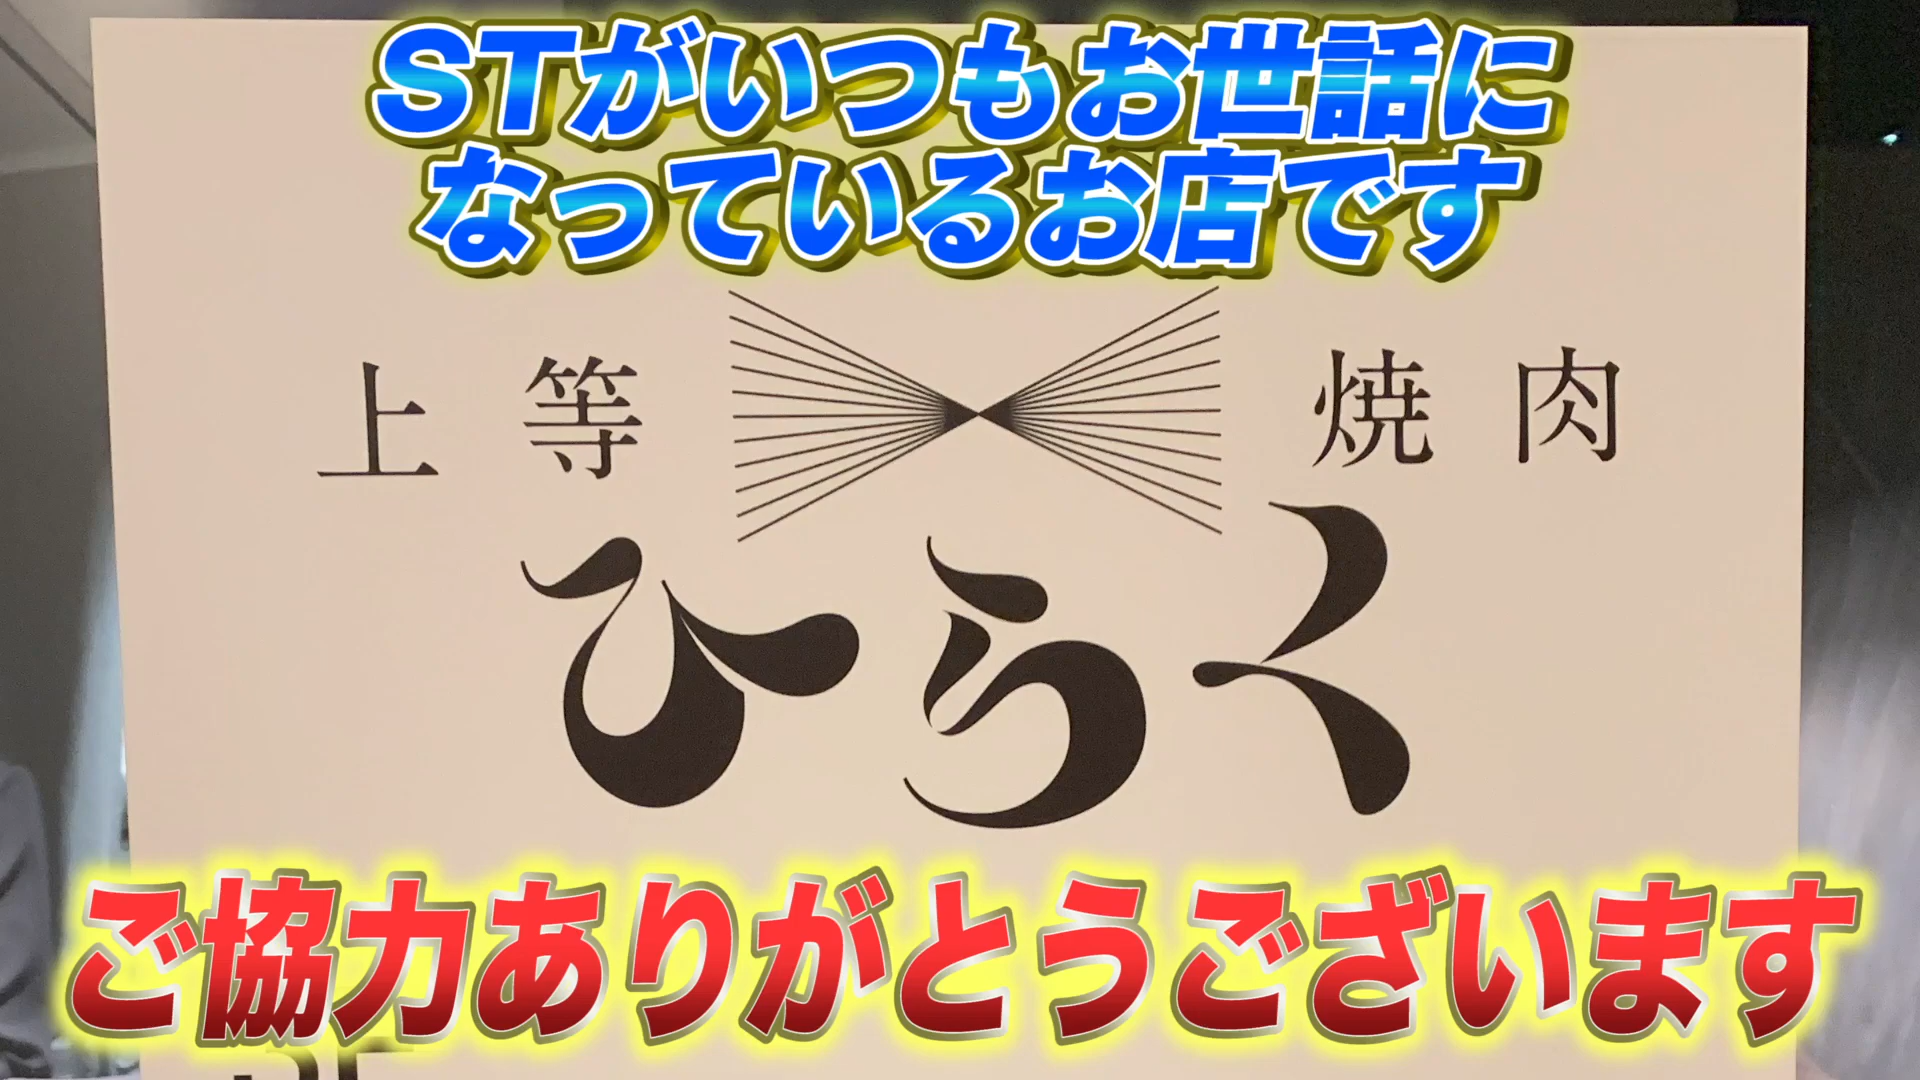 STがいつもお世話に
なっているお店です
上等 焼肉
ひらく
ご協力ありがとうございます